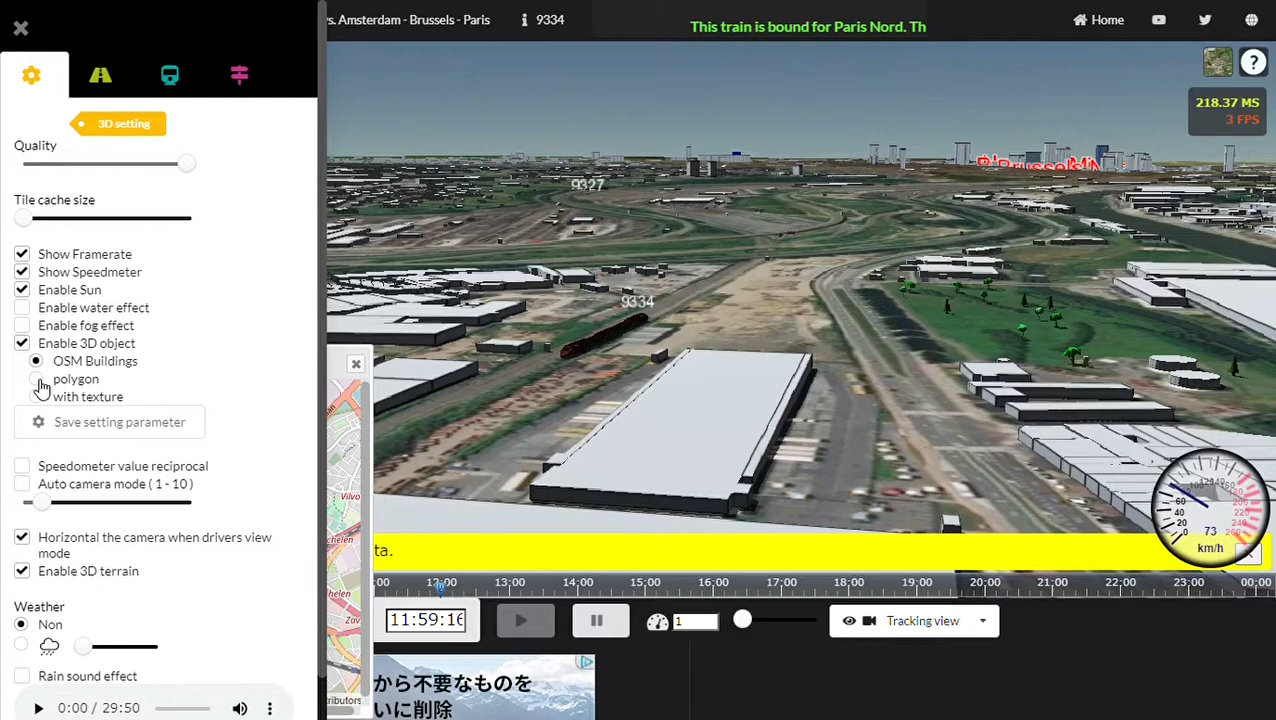 vs. Amsterdam - Brussels - Paris
9334
This train is bound for Paris Nord. Th
Home
?
218.37 MS
3 FPS
3D setting
Quality
Tile cache size
Show Framerate
Show Speedmeter
Enable Sun
Enable water effect
Enable fog effect
Enable 3D object
OSM Buildings
polygon
with texture
Save setting parameter
Speedometer value reciprocal
Auto camera mode ( 1 - 10 )
Horizontal the camera when drivers view
mode
Enable 3D terrain
Weather
Non
Rain sound effect
0:00 / 29:50
9327
9334
ta.
73
km/h
:00 12:00 13:00 14:00 15:00 16:00 17:00 18:00 19:00 20:00 21:00 22:00 23:00 00:00
11:59:16
1
Tracking view
から不要なものを
いに削除
tributors